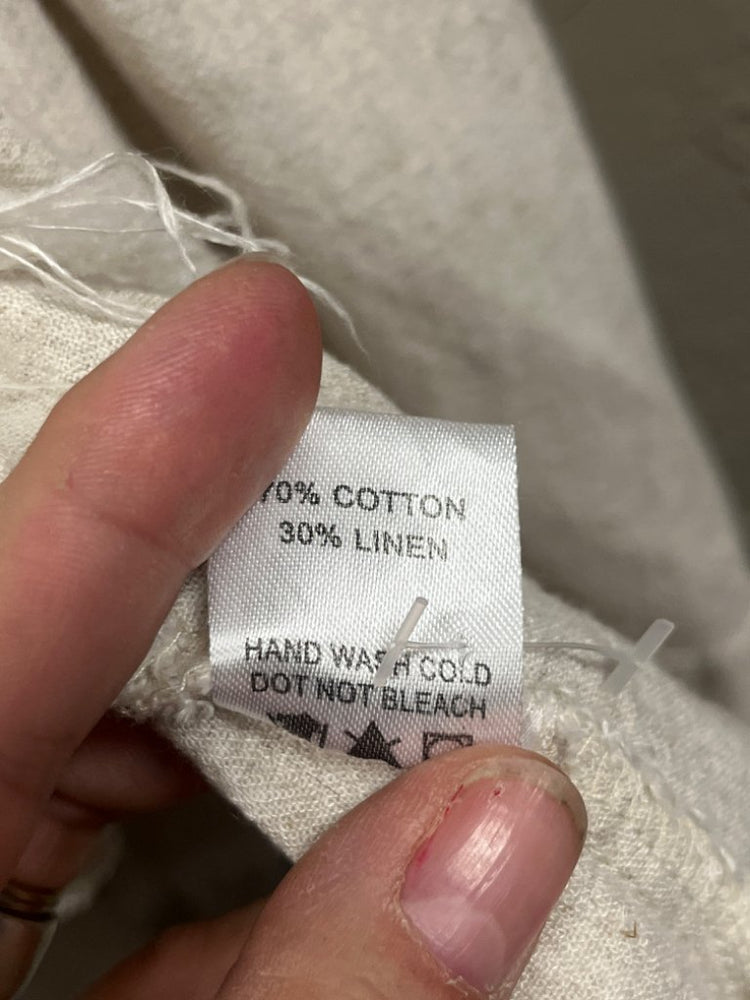 70% COTTON
30% LINEN
HAND WASH COLD
DOT NOT BLEACH